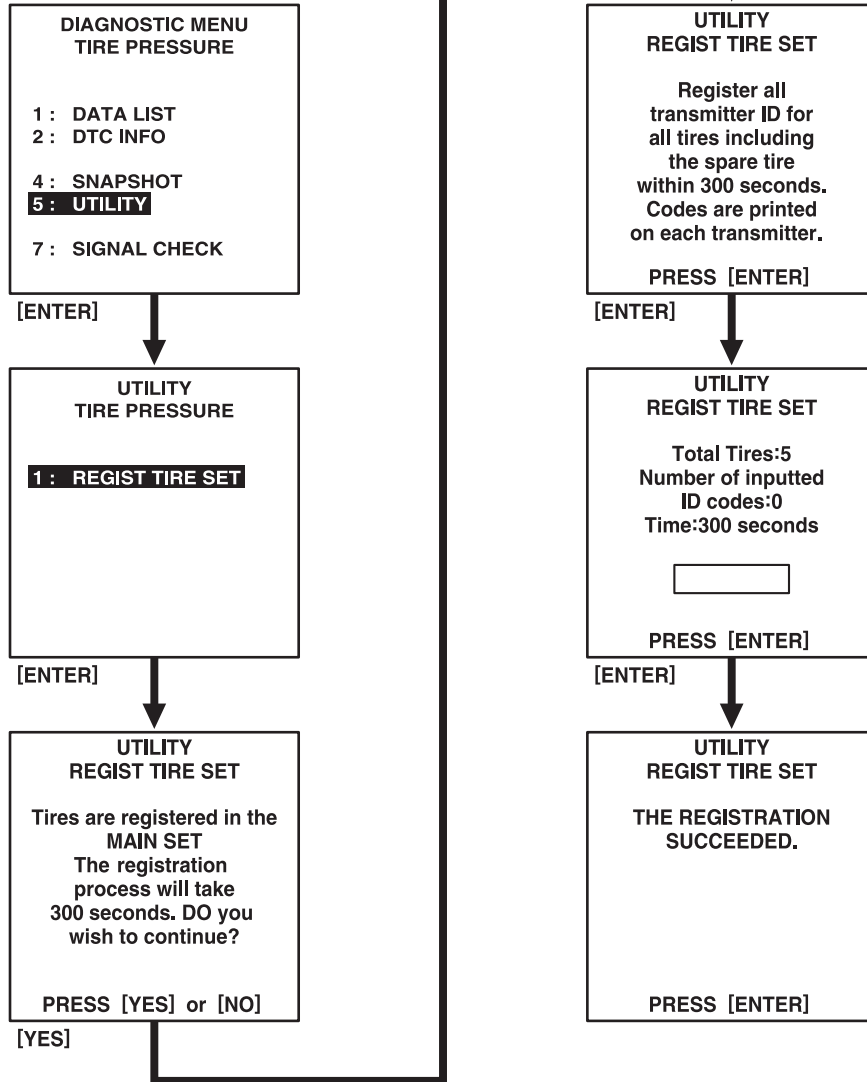 DIAGNOSTIC MENU
TIRE PRESSURE
1 : DATA LIST
2 : DTC INFO
4 : SNAPSHOT
5 : UTILITY
7 : SIGNAL CHECK
[ENTER]
UTILITY
TIRE PRESSURE
1 : REGIST TIRE SET
[ENTER]
UTILITY
REGIST TIRE SET
Tires are registered in the
MAIN SET
The registration
process will take
300 seconds. DO you
wish to continue?
PRESS [YES] or [NO]
[YES]
UTILITY
REGIST TIRE SET
Register all
transmitter ID for
all tires including
the spare tire
within 300 seconds.
Codes are printed
on each transmitter.
PRESS [ENTER]
[ENTER]
UTILITY
REGIST TIRE SET
Total Tires:5
Number of inputted
ID codes:0
Time:300 seconds
PRESS [ENTER]
[ENTER]
UTILITY
REGIST TIRE SET
THE REGISTRATION
SUCCEEDED.
PRESS [ENTER]